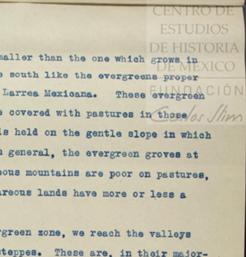 CENTRO DE
ESTUDIOS
DE HISTORIA
DE MEXICO
FUNDACIÓN
Carlos Slim
maller than the one which grows in
south like the evergreens proper
Larrea Mexicana. These evergreen
covered with pastures in those
is held on the gentle slope in which
general, the evergreen groves at
ous mountains are poor on pastures,
areous lands have more or less a
rgreen zone, we reach the valleys
steppes. These are, in their major-